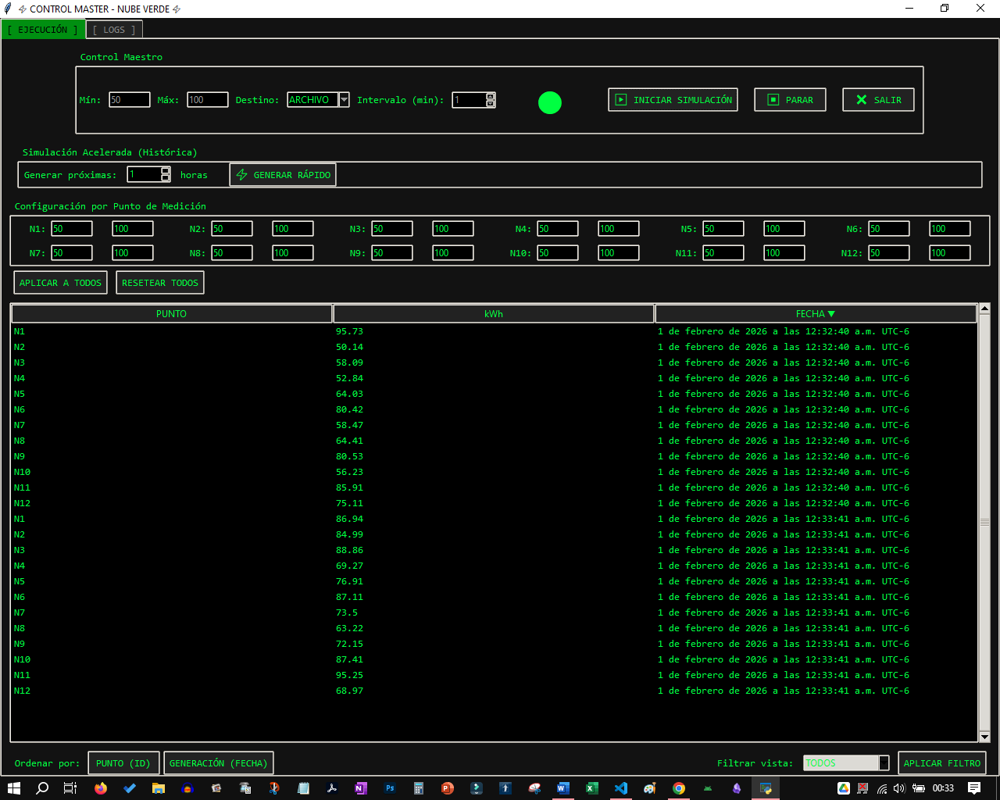 ⚡ CONTROL MASTER - NUBE VERDE ⚡
[ EJECUCIÓN ] [ LOGS ]
Control Maestro
Mín: 50 Máx: 100 Destino: ARCHIVO Intervalo (min): 1 INICIAR SIMULACIÓN PARAR SALIR
Simulación Acelerada (Histórica)
Generar próximas: 1 horas GENERAR RÁPIDO
Configuración por Punto de Medición
N1: 50 100 N2: 50 100 N3: 50 100 N4: 50 100 N5: 50 100 N6: 50 100
N7: 50 100 N8: 50 100 N9: 50 100 N10: 50 100 N11: 50 100 N12: 50 100
APLICAR A TODOS RESETEAR TODOS
PUNTO kWh FECHA ▼
N1 95.73 1 de febrero de 2026 a las 12:32:40 a.m. UTC-6
N2 50.14 1 de febrero de 2026 a las 12:32:40 a.m. UTC-6
N3 58.09 1 de febrero de 2026 a las 12:32:40 a.m. UTC-6
N4 52.84 1 de febrero de 2026 a las 12:32:40 a.m. UTC-6
N5 64.03 1 de febrero de 2026 a las 12:32:40 a.m. UTC-6
N6 80.42 1 de febrero de 2026 a las 12:32:40 a.m. UTC-6
N7 58.47 1 de febrero de 2026 a las 12:32:40 a.m. UTC-6
N8 64.41 1 de febrero de 2026 a las 12:32:40 a.m. UTC-6
N9 80.53 1 de febrero de 2026 a las 12:32:40 a.m. UTC-6
N10 56.23 1 de febrero de 2026 a las 12:32:40 a.m. UTC-6
N11 85.91 1 de febrero de 2026 a las 12:32:40 a.m. UTC-6
N12 75.11 1 de febrero de 2026 a las 12:32:40 a.m. UTC-6
N1 86.94 1 de febrero de 2026 a las 12:33:41 a.m. UTC-6
N2 84.99 1 de febrero de 2026 a las 12:33:41 a.m. UTC-6
N3 88.86 1 de febrero de 2026 a las 12:33:41 a.m. UTC-6
N4 69.27 1 de febrero de 2026 a las 12:33:41 a.m. UTC-6
N5 76.91 1 de febrero de 2026 a las 12:33:41 a.m. UTC-6
N6 87.11 1 de febrero de 2026 a las 12:33:41 a.m. UTC-6
N7 73.5 1 de febrero de 2026 a las 12:33:41 a.m. UTC-6
N8 63.22 1 de febrero de 2026 a las 12:33:41 a.m. UTC-6
N9 72.15 1 de febrero de 2026 a las 12:33:41 a.m. UTC-6
N10 87.41 1 de febrero de 2026 a las 12:33:41 a.m. UTC-6
N11 95.25 1 de febrero de 2026 a las 12:33:41 a.m. UTC-6
N12 68.97 1 de febrero de 2026 a las 12:33:41 a.m. UTC-6
Ordenar por: PUNTO (ID) GENERACIÓN (FECHA) Filtrar vista: TODOS APLICAR FILTRO
00:33